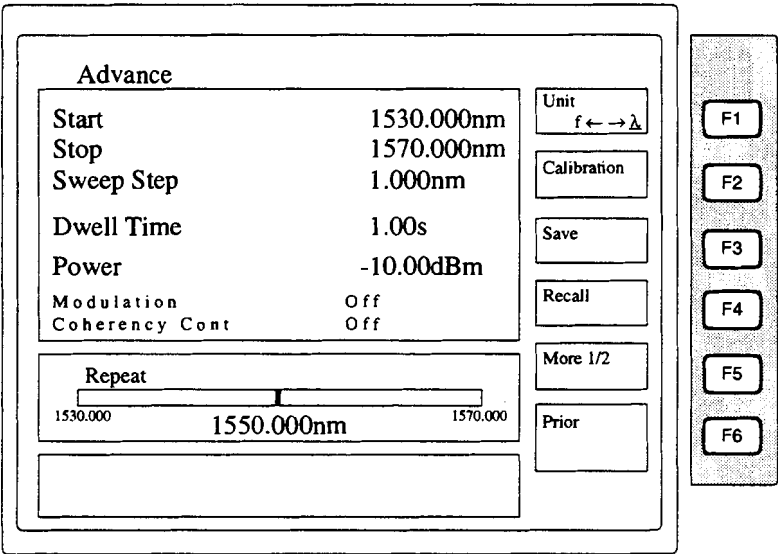 Advance
Start 1530.000nm
Stop 1570.000nm
Sweep Step 1.000nm
Dwell Time 1.00s
Power -10.00dBm
Modulation Off
Coherency Cont Off
Repeat
1530.000 1570.000
1550.000nm
Unit
f ← → λ
Calibration
Save
Recall
More 1/2
Prior
F1
F2
F3
F4
F5
F6